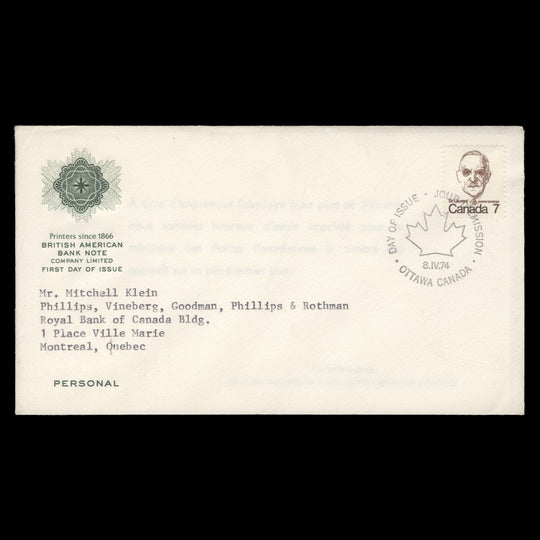 Printers since 1866
BRITISH AMERICAN
BANK NOTE
COMPANY LIMITED
FIRST DAY OF ISSUE
Canada 7
DAY OF ISSUE · JOUR D'ÉMISSION
8.IV.74
OTTAWA CANADA
Mr. Mitchell Klein
Phillips, Vineberg, Goodman, Phillips & Rothman
Royal Bank of Canada Bldg.
1 Place Ville Marie
Montreal, Quebec
PERSONAL